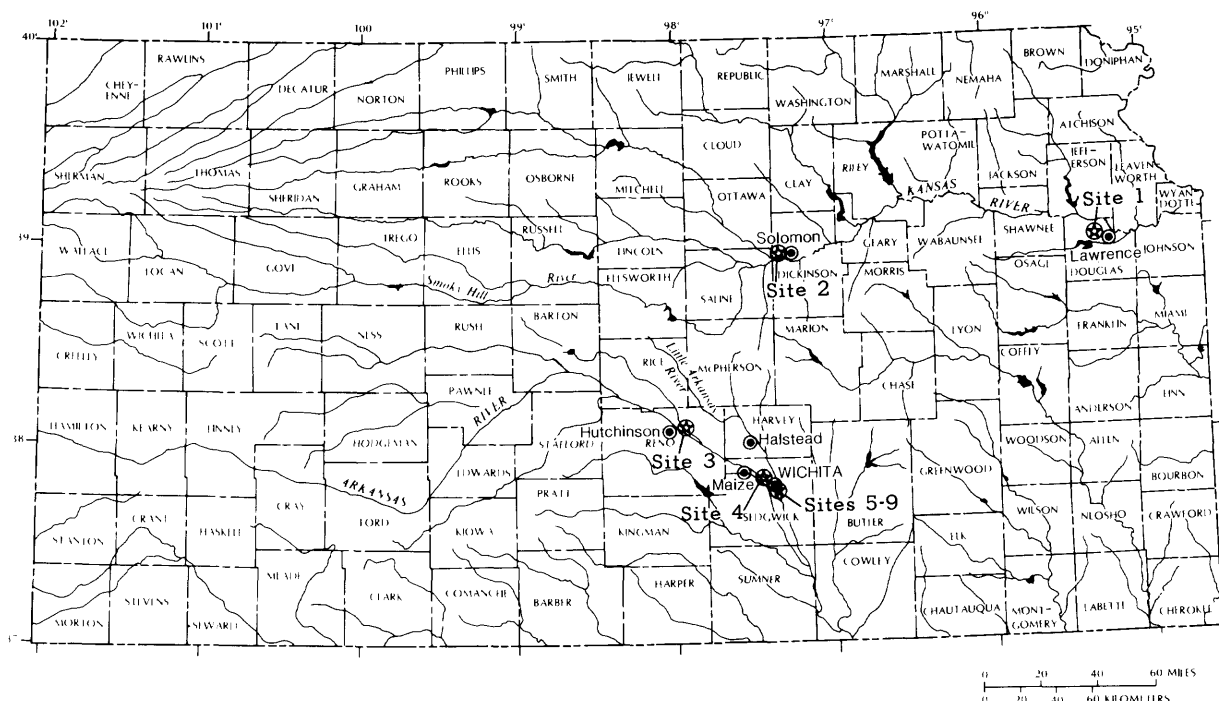 102° 101° 100 99° 98° 97° 96° 95°
40°
RAWLINS
CHEY-
ENNE
DECATUR
NORTON
PHILLIPS
SMITH
JEWELL
REPUBLIC
WASHINGTON
MARSHALL
NEMAHA
BROWN
DONIPHAN
SHERMAN
THOMAS
SHERIDAN
GRAHAM
ROOKS
OSBORNE
MITCHELL
CLOUD
OTTAWA
CLAY
RILEY
POTTA-
WATOMIE
JACKSON
ATCHISON
JEFF-
ERSON
LEAVEN-
WORTH
WYAN
DOTTE
Site 1
KANSAS
RIVER
39
WALLACE
LOGAN
GOVE
TREGO
ELLIS
RUSSELL
LINCOLN
ELLSWORTH
Solomon
DICKINSON
Site 2
SALINE
GEARY
MORRIS
WABAUNSEE
SHAWNEE
OSAGE
Lawrence
DOUGLAS
JOHNSON
Smoky Hill
River
GREELEY
WICHITA
SCOTT
LANE
NESS
RUSH
BARTON
RICE
Little Arkansas
River
MCPHERSON
MARION
CHASE
LYON
COFFEY
FRANKLIN
MIAMI
ANDERSON
LINN
38
HAMILTON
KEARNY
FINNEY
HODGEMAN
PAWNEE
RIVER
EDWARDS
STAFFORD
Hutchinson
RENO
Site 3
HARVEY
Halstead
Maize
WICHITA
Site 4
SEDGWICK
Sites 5-9
BUTLER
GREENWOOD
WOODSON
ALLEN
BOURBON
ARKANSAS
STANTON
GRANT
HASKELL
GRAY
FORD
KIOWA
PRATT
KINGMAN
ELK
WILSON
NEOSHO
CRAWFORD
MORTON
STEVENS
SEWARD
MEADE
CLARK
COMANCHE
BARBER
HARPER
SUMNER
COWLEY
CHAUTAUQUA
MONT-
GOMERY
LABETTE
CHEROKEE
0 20 40 60 MILES
0 20 40 60 KILOMETERS